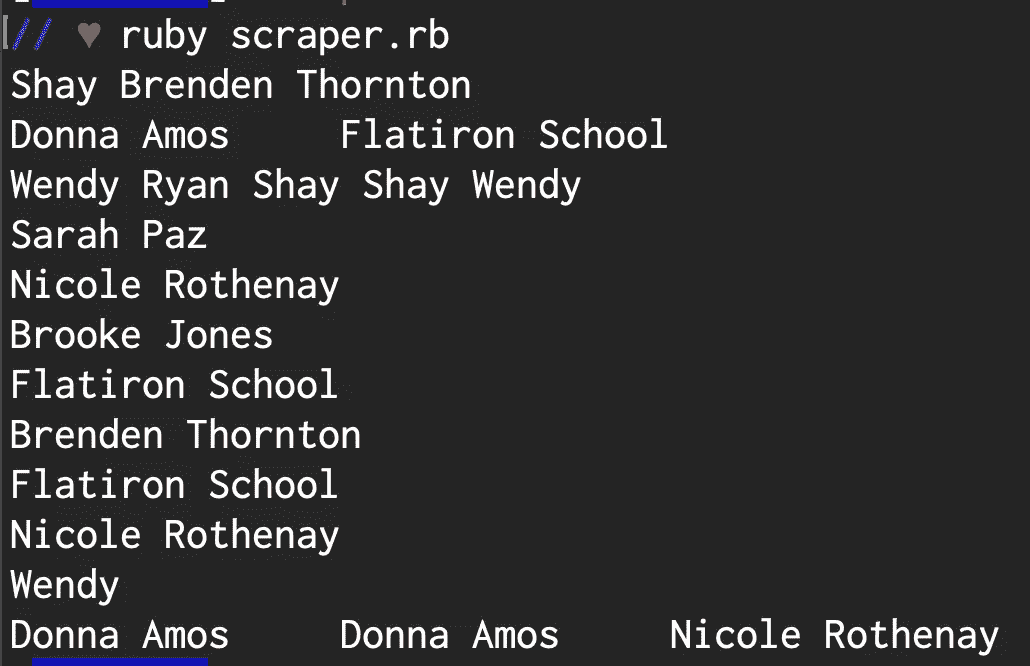 // ♥ ruby scraper.rb
Shay Brenden Thornton
Donna Amos     Flatiron School
Wendy Ryan Shay Shay Wendy
Sarah Paz
Nicole Rothenay
Brooke Jones
Flatiron School
Brenden Thornton
Flatiron School
Nicole Rothenay
Wendy
Donna Amos     Donna Amos     Nicole Rothenay